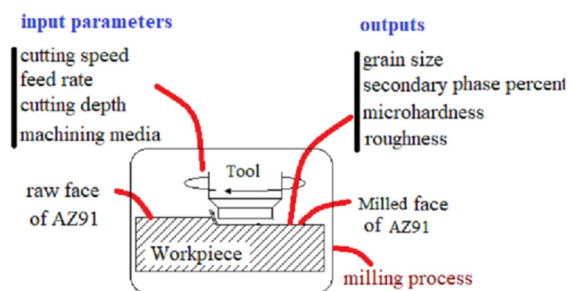 input parameters
cutting speed
feed rate
cutting depth
machining media
outputs
grain size
secondary phase percent
microhardness
roughness
Tool
raw face
of AZ91
Milled face
of AZ91
Workpiece
milling process